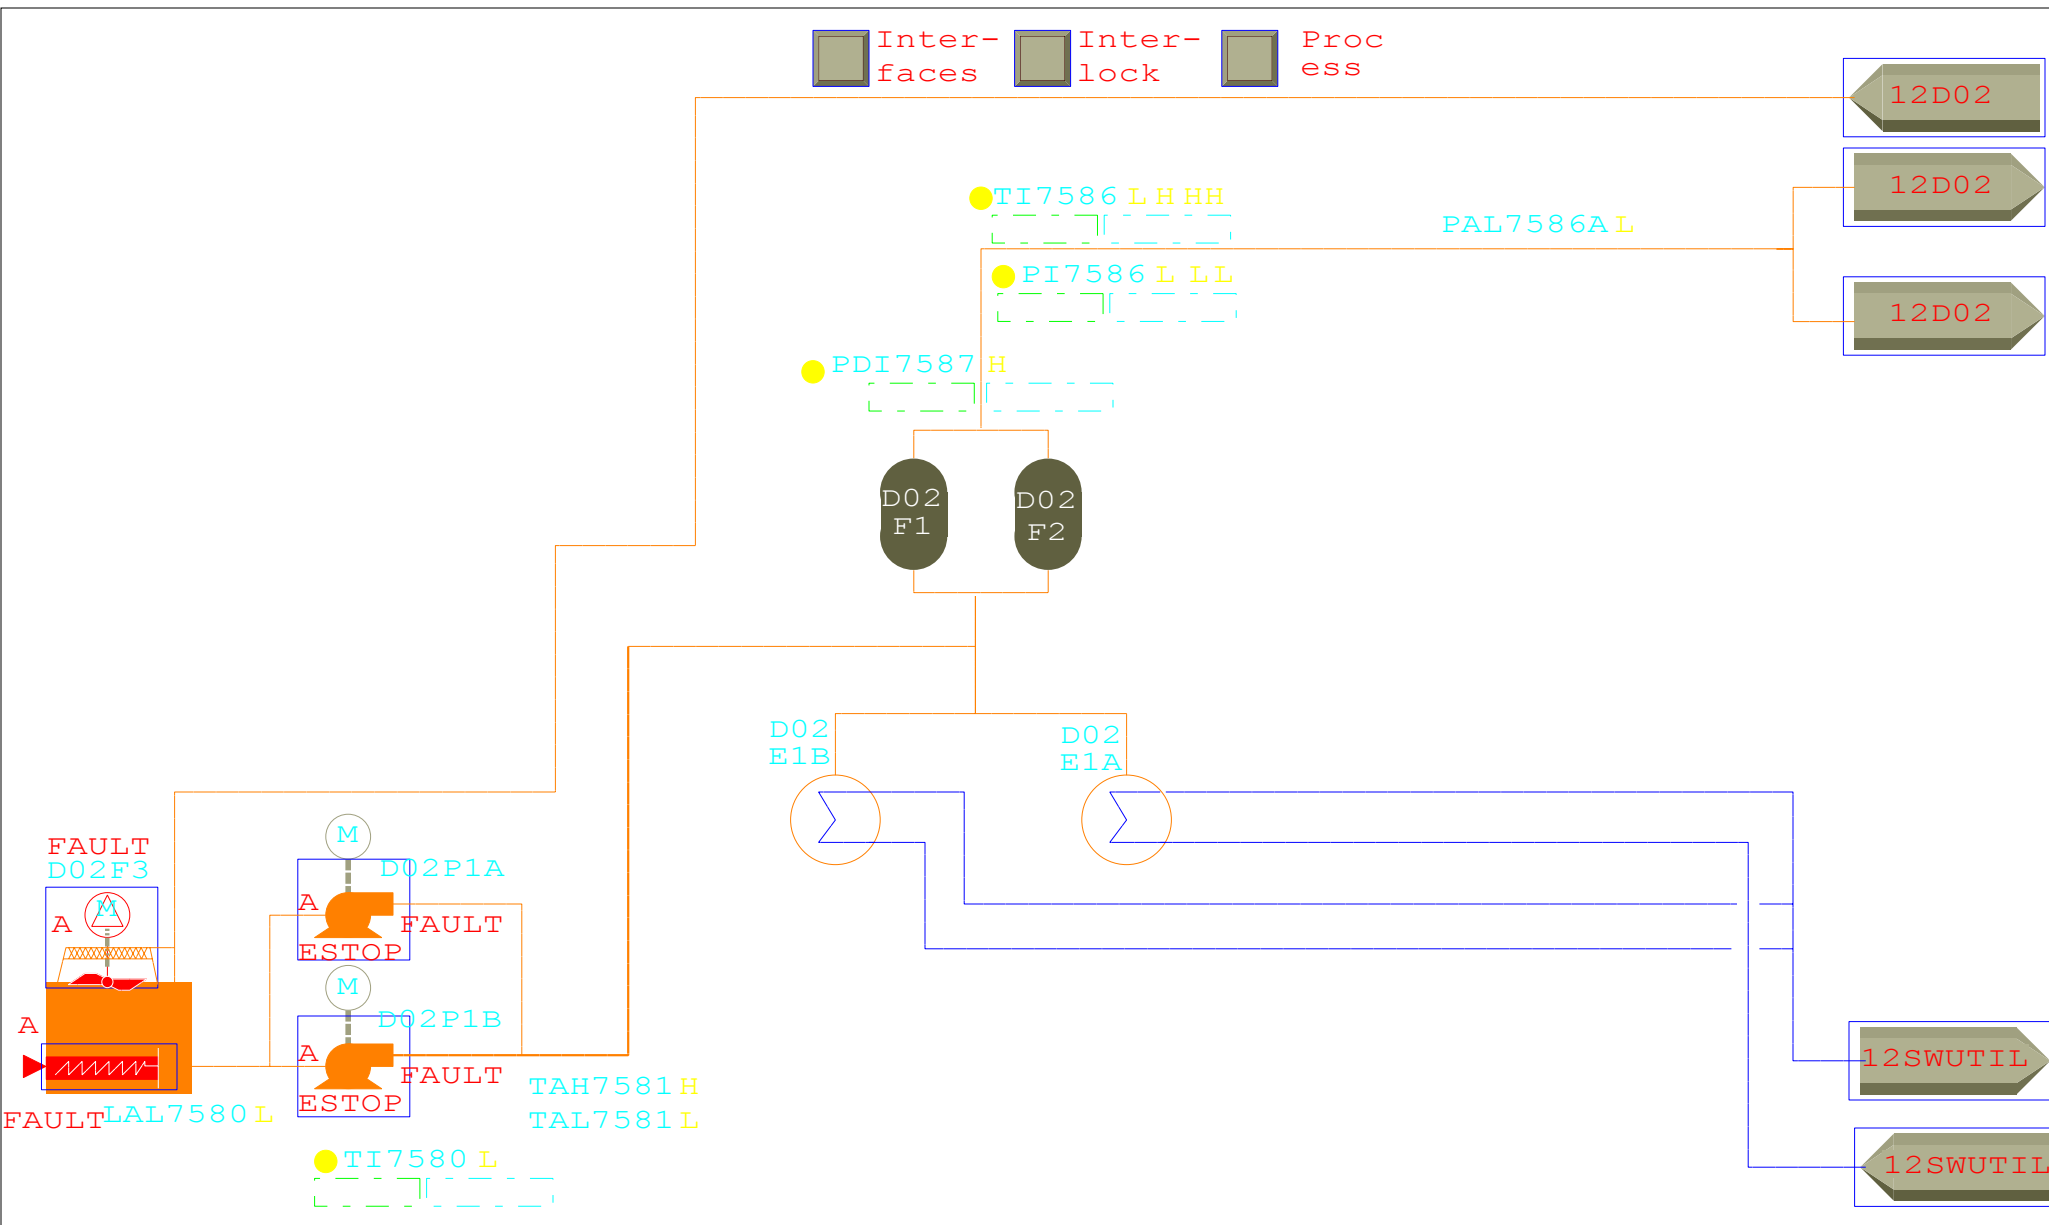 Inter-
faces
Inter-
lock
Proc
ess
12D02
12D02
12D02
TI7586 L H HH
PAL7586A L
PI7586 L LL
PDI7587 H
D02
F1
D02
F2
D02
E1B
D02
E1A
FAULT
D02F3
M
A
M
D02P1A
A
FAULT
ESTOP
M
D02P1B
A
FAULT
ESTOP
A
FAULT
LAL7580 L
TAH7581 H
TAL7581 L
TI7580 L
12SWUTIL
12SWUTIL